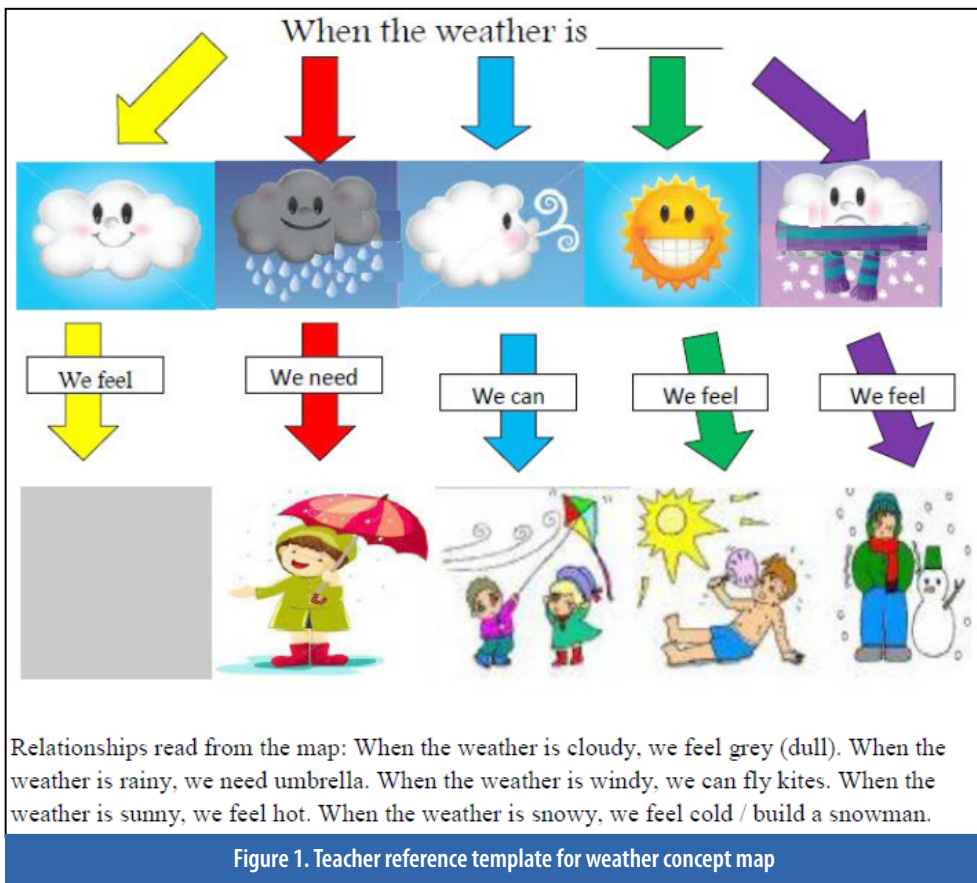 When the weather is ________
We feel
We need
We can
We feel
We feel
Relationships read from the map: When the weather is cloudy, we feel grey (dull). When the
weather is rainy, we need umbrella. When the weather is windy, we can fly kites. When the
weather is sunny, we feel hot. When the weather is snowy, we feel cold / build a snowman.
Figure 1. Teacher reference template for weather concept map